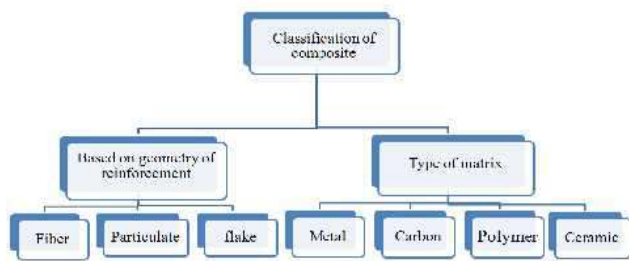 Classification of
composite
Based on geometry of
reinforcement
Type of matrix
Fiber
Particulate
flake
Metal
Carbon
Polymer
Ceramic